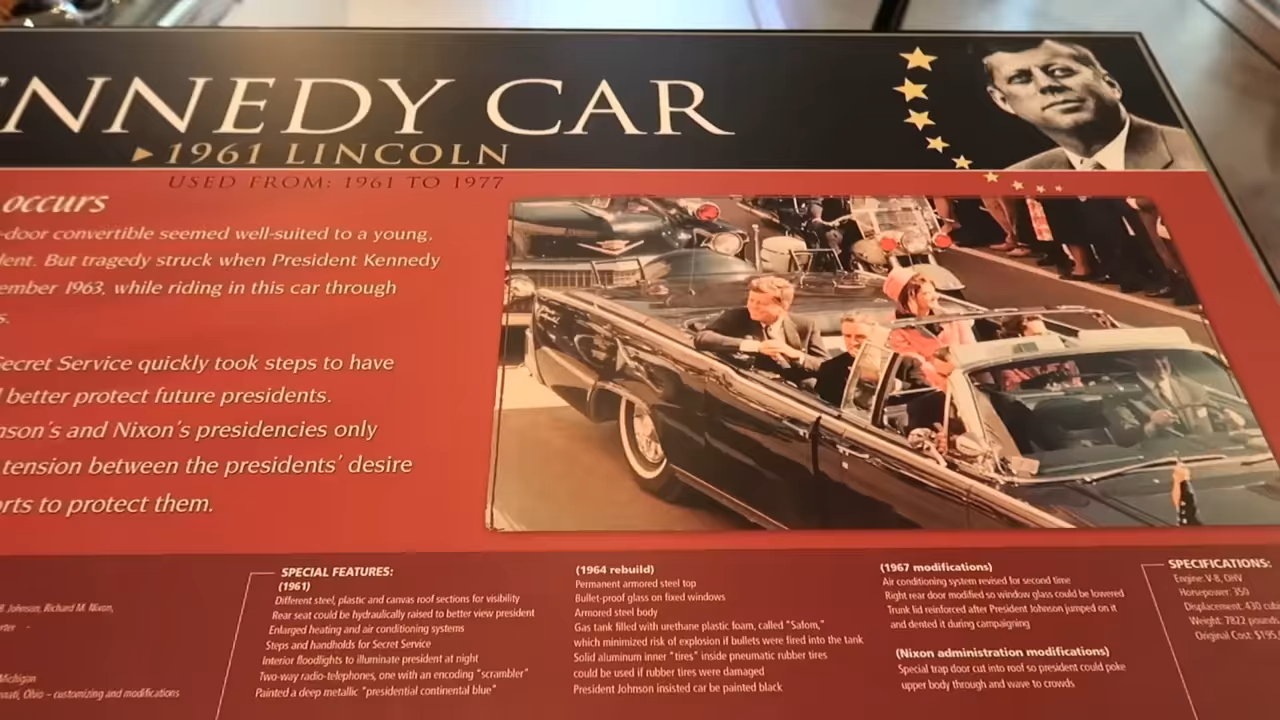 ENNEDY CAR
1961 LINCOLN
USED FROM: 1961 TO 1977
occurs
-door convertible seemed well-suited to a young,
dent. But tragedy struck when President Kennedy
ember 1963, while riding in this car through
s.
Secret Service quickly took steps to have
better protect future presidents.
nson's and Nixon's presidencies only
tension between the presidents' desire
orts to protect them.
B. Johnson, Richard M. Nixon,
rter
Michigan
nnati, Ohio – customizing and modifications
SPECIAL FEATURES:
(1961)
Different steel, plastic and canvas roof sections for visibility
Rear seat could be hydraulically raised to better view president
Enlarged heating and air conditioning systems
Steps and handholds for Secret Service
Interior floodlights to illuminate president at night
Two-way radio-telephones, one with an encoding "scrambler"
Painted a deep metallic "presidential continental blue"
(1964 rebuild)
Permanent armored steel top
Bullet-proof glass on fixed windows
Armored steel body
Gas tank filled with urethane plastic foam, called "Safom,"
which minimized risk of explosion if bullets were fired into the tank
Solid aluminum inner "tires" inside pneumatic rubber tires
could be used if rubber tires were damaged
President Johnson insisted car be painted black
(1967 modifications)
Air conditioning system revised for second time
Right rear door modified so window glass could be lowered
Trunk lid reinforced after President Johnson jumped on it
and dented it during campaigning
(Nixon administration modifications)
Special trap door cut into roof so president could poke
upper body through and wave to crowds
SPECIFICATIONS:
Engine: V-8, OHV
Horsepower: 350
Displacement: 430 cubi
Weight: 7822 pounds
Original Cost: $195,